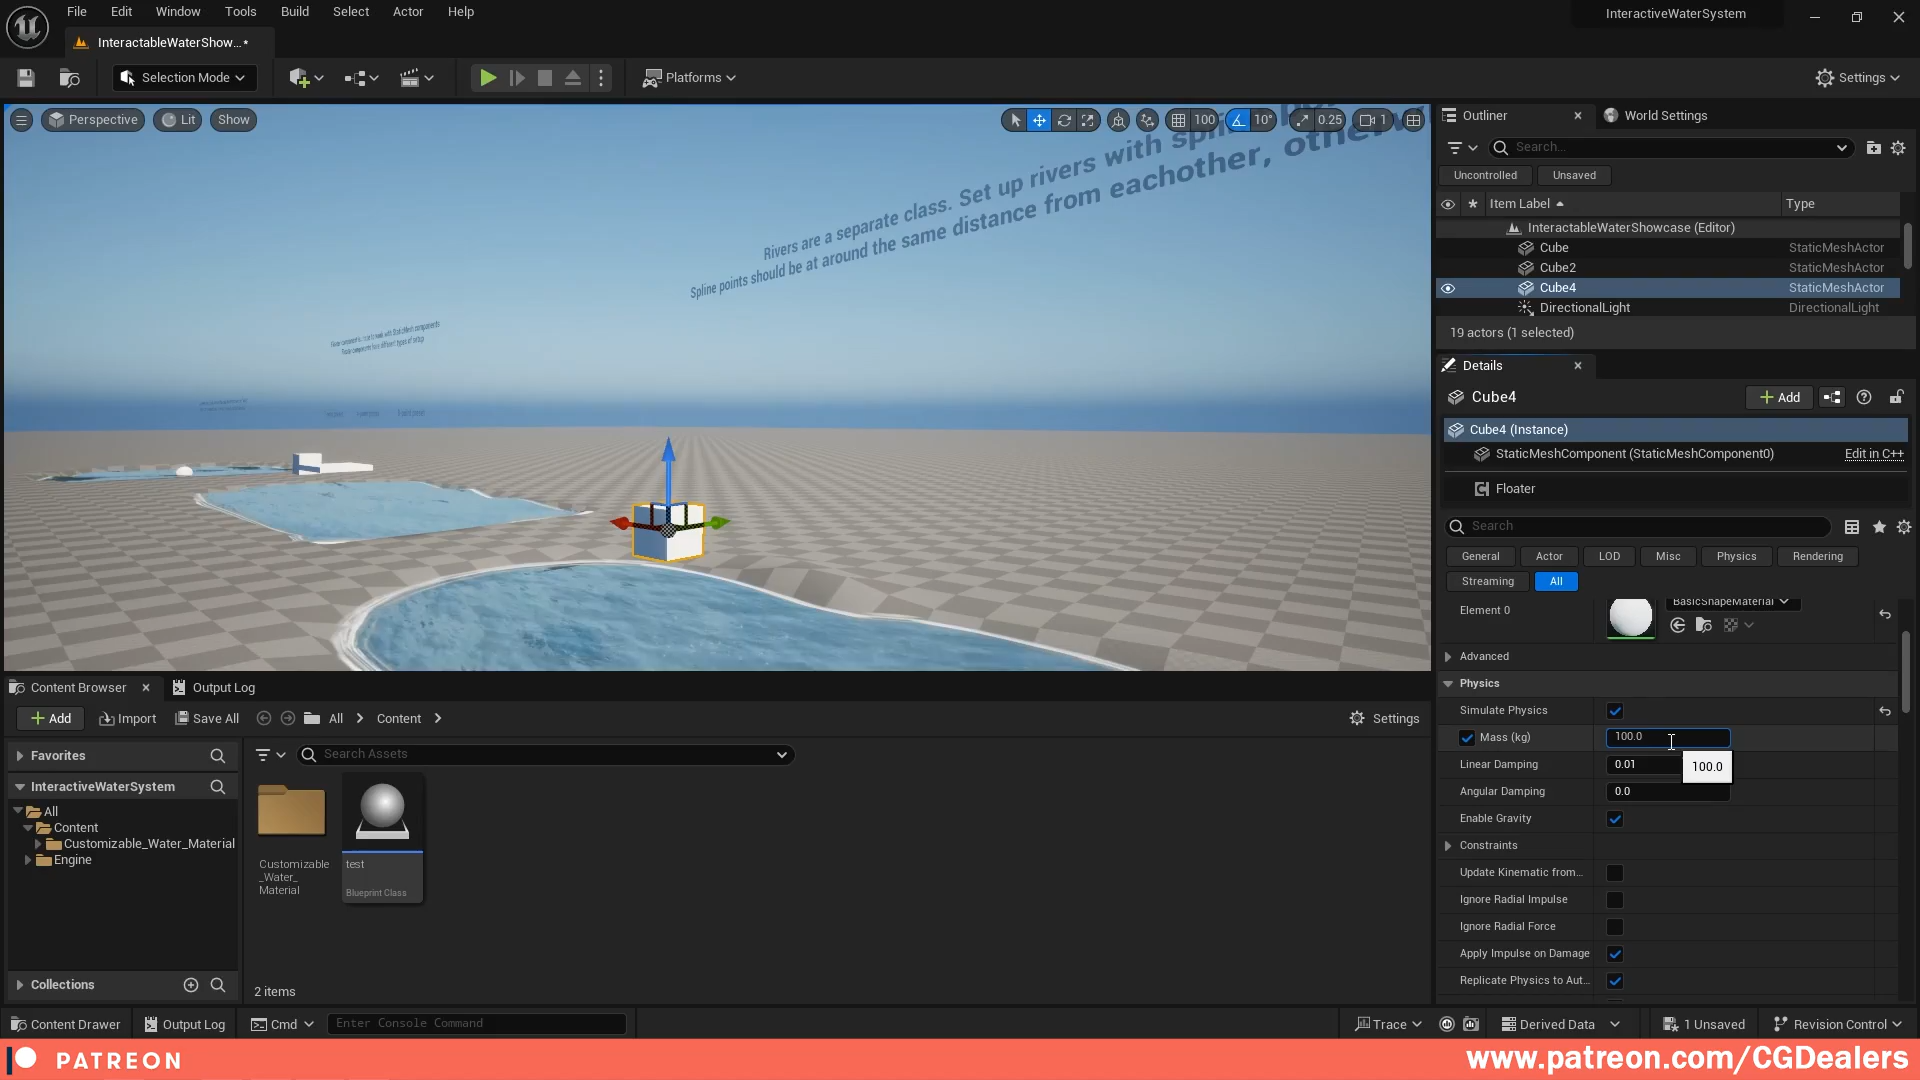 File Edit Window Tools Build Select Actor Help
InteractiveWaterSystem
InteractableWaterShow...•
Selection Mode
Platforms
Settings
Perspective Lit Show
100 10° 0.25 1
Rivers are a separate class. Set up rivers with
Spline points should be at around the same distance from eachother,
Outliner
World Settings
Search...
Uncontrolled Unsaved
Item Label Type
InteractableWaterShowcase (Editor)
Cube StaticMeshActor
Cube2 StaticMeshActor
Cube4 StaticMeshActor
DirectionalLight DirectionalLight
19 actors (1 selected)
Details
Cube4
Add
Cube4 (Instance)
StaticMeshComponent (StaticMeshComponent0) Edit in C++
Floater
Search
General Actor LOD Misc Physics Rendering
Streaming All
Element 0 BasicShapeMaterial
Advanced
Physics
Simulate Physics
Mass (kg) 100.0
Linear Damping 0.01
100.0
Angular Damping 0.0
Enable Gravity
Constraints
Update Kinematic from...
Ignore Radial Impulse
Ignore Radial Force
Apply Impulse on Damage
Replicate Physics to Aut...
Content Browser
Output Log
Add Import Save All All Content
Settings
Favorites
Search Assets
InteractiveWaterSystem
All
Content
Customizable_Water_Material
Engine
Customizable
_Water_
Material
test
Blueprint Class
Collections
2 items
Content Drawer Output Log Cmd Enter Console Command
Trace Derived Data 1 Unsaved Revision Control
PATREON
www.patreon.com/CGDealers